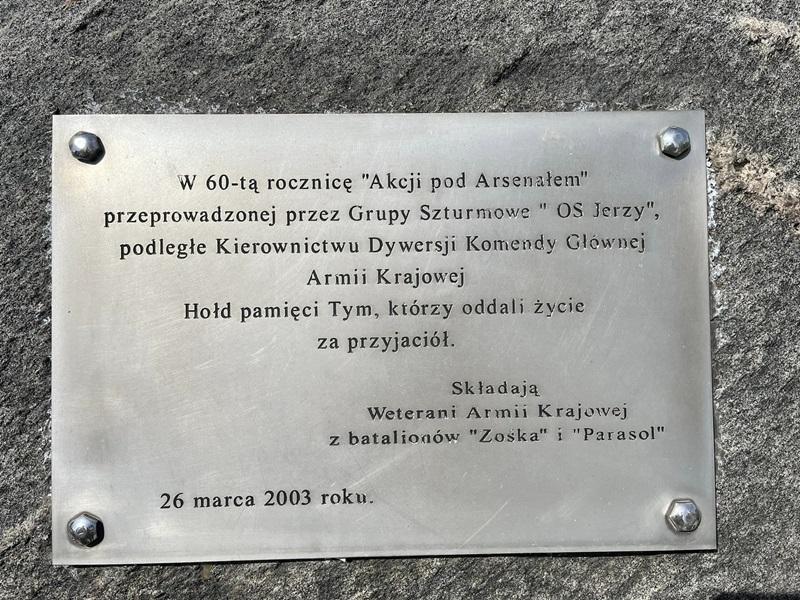 W 60-tą rocznicę "Akcji pod Arsenałem"
przeprowadzonej przez Grupy Szturmowe " OS Jerzy",
podległe Kierownictwu Dywersji Komendy Głównej
Armii Krajowej
Hołd pamięci Tym, którzy oddali życie
za przyjaciół.
Składają
Weterani Armii Krajowej
z batalionów "Zośka" i "Parasol"
26 marca 2003 roku.